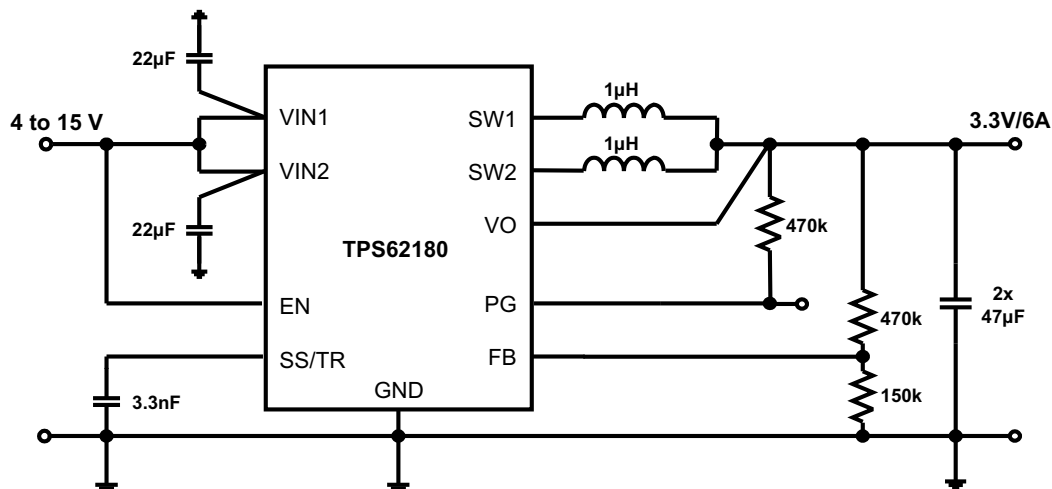 22µF
4 to 15 V
22µF
VIN1
VIN2
EN
SS/TR
3.3nF
TPS62180
GND
SW1
SW2
VO
PG
FB
1µH
1µH
470k
470k
150k
3.3V/6A
2x
47µF